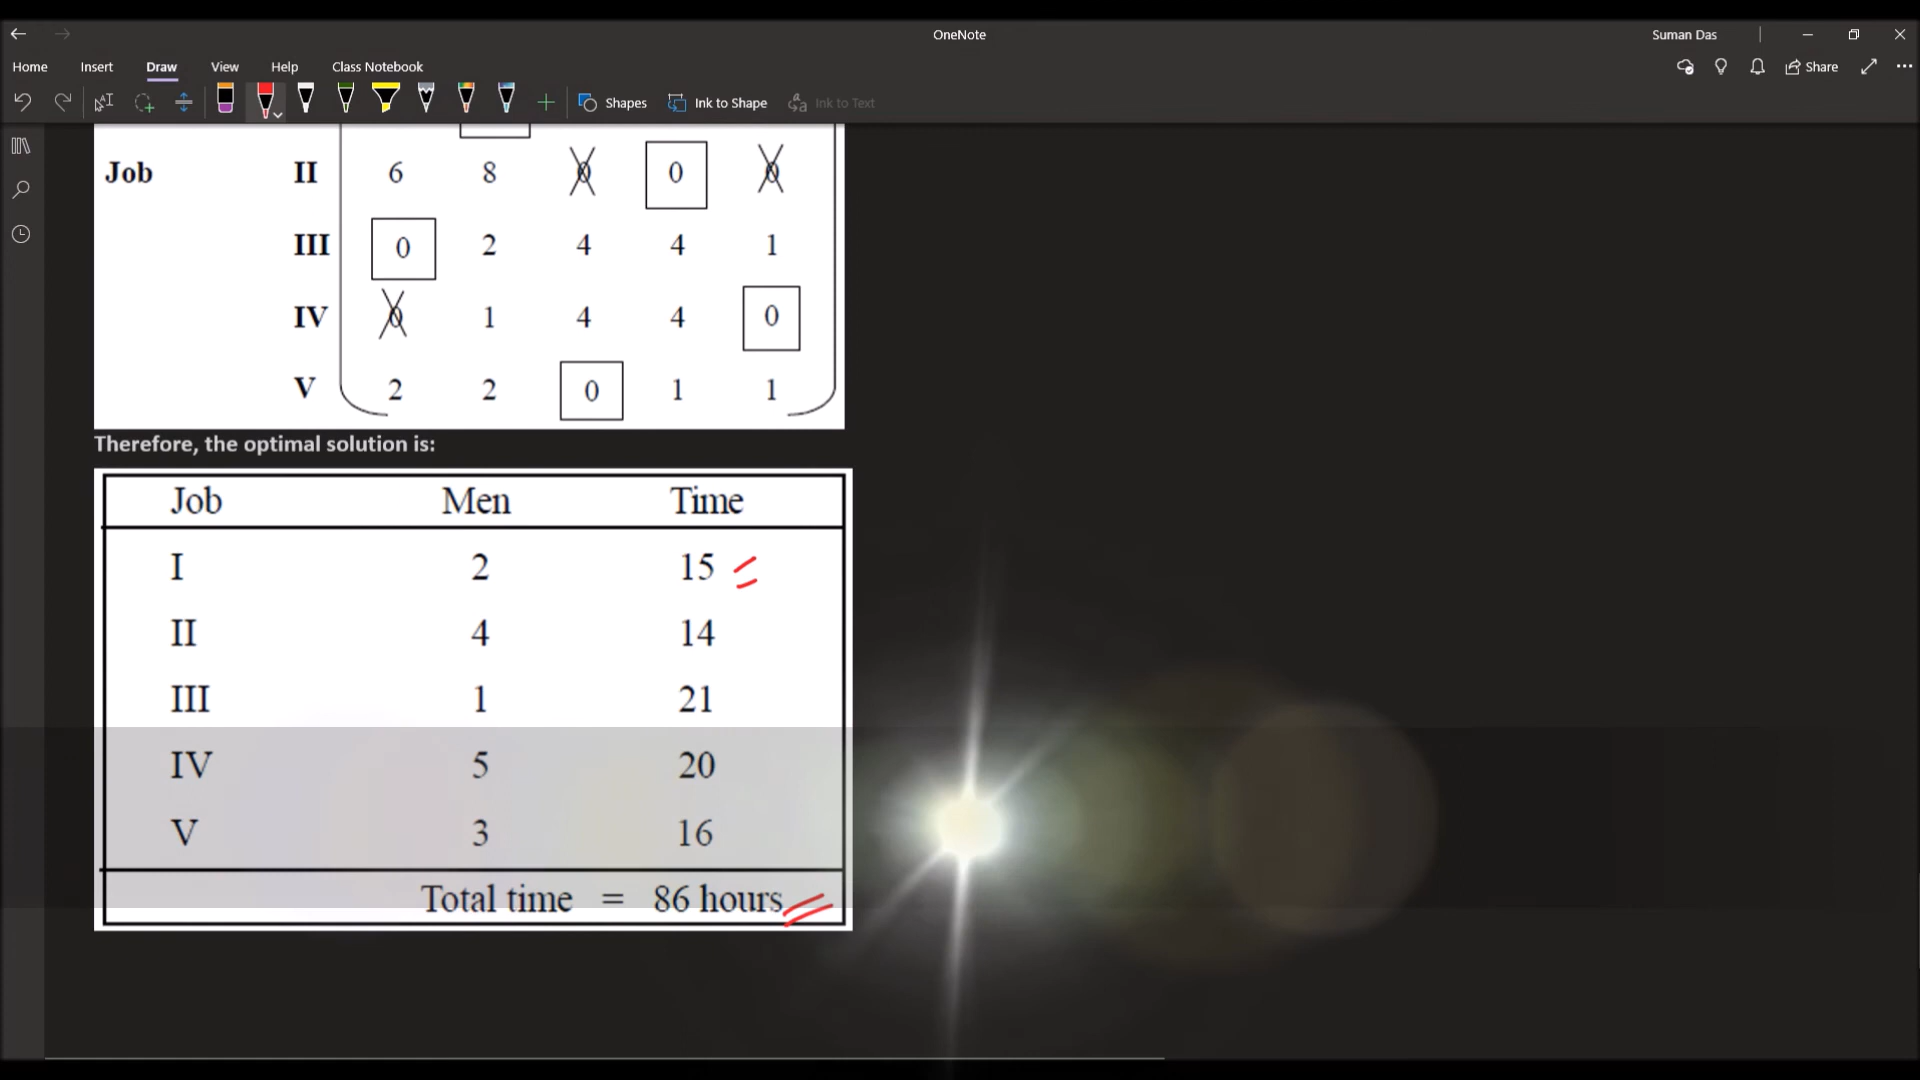 OneNote
Suman Das
Home Insert Draw View Help Class Notebook
Share
Shapes Ink to Shape Ink to Text
Job II 6 8 0 0 0
III 0 2 4 4 1
IV 0 1 4 4 0
V 2 2 0 1 1
Therefore, the optimal solution is:
Job Men Time
I 2 15
II 4 14
III 1 21
IV 5 20
V 3 16
Total time = 86 hours